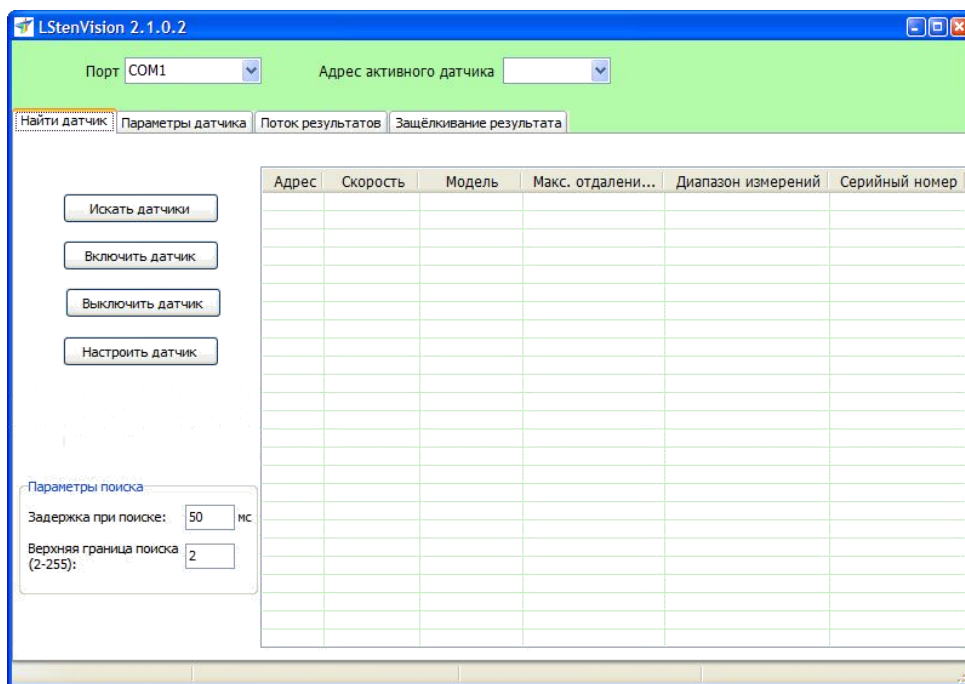 LStenVision 2.1.0.2
Порт COM1 Адрес активного датчика
Найти датчик Параметры датчика Поток результатов Защёлкивание результата
Адрес Скорость Модель Макс. отдалени... Диапазон измерений Серийный номер
Искать датчики
Включить датчик
Выключить датчик
Настроить датчик
Параметры поиска
Задержка при поиске: 50 мс
Верхняя граница поиска
(2-255): 2